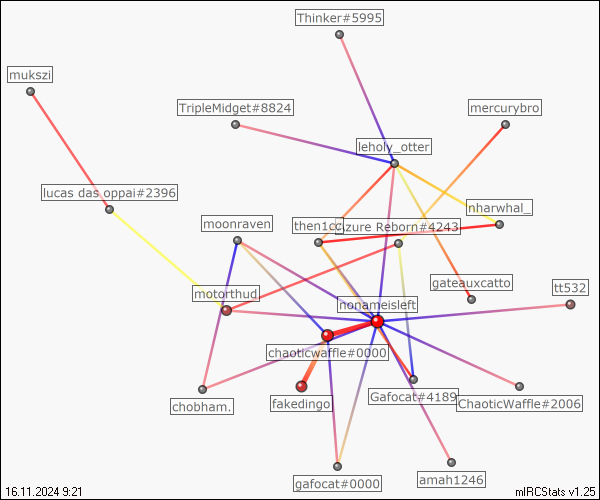 Thinker#5995
mukszi
TripleMidget#8824
mercurybro
leholy_otter
lucas das oppai#2396
nharwhal_
moonraven
then1cc
zure Reborn#4243
gateauxcatto
tt532
motorthud.
nonameisleft
chaoticwaffle#0000
Gafocat#4189
ChaoticWaffle#2006
chobham.
fakedingo
gafocat#0000
amah1246
16.11.2024 9:21
mIRCStats v1.25